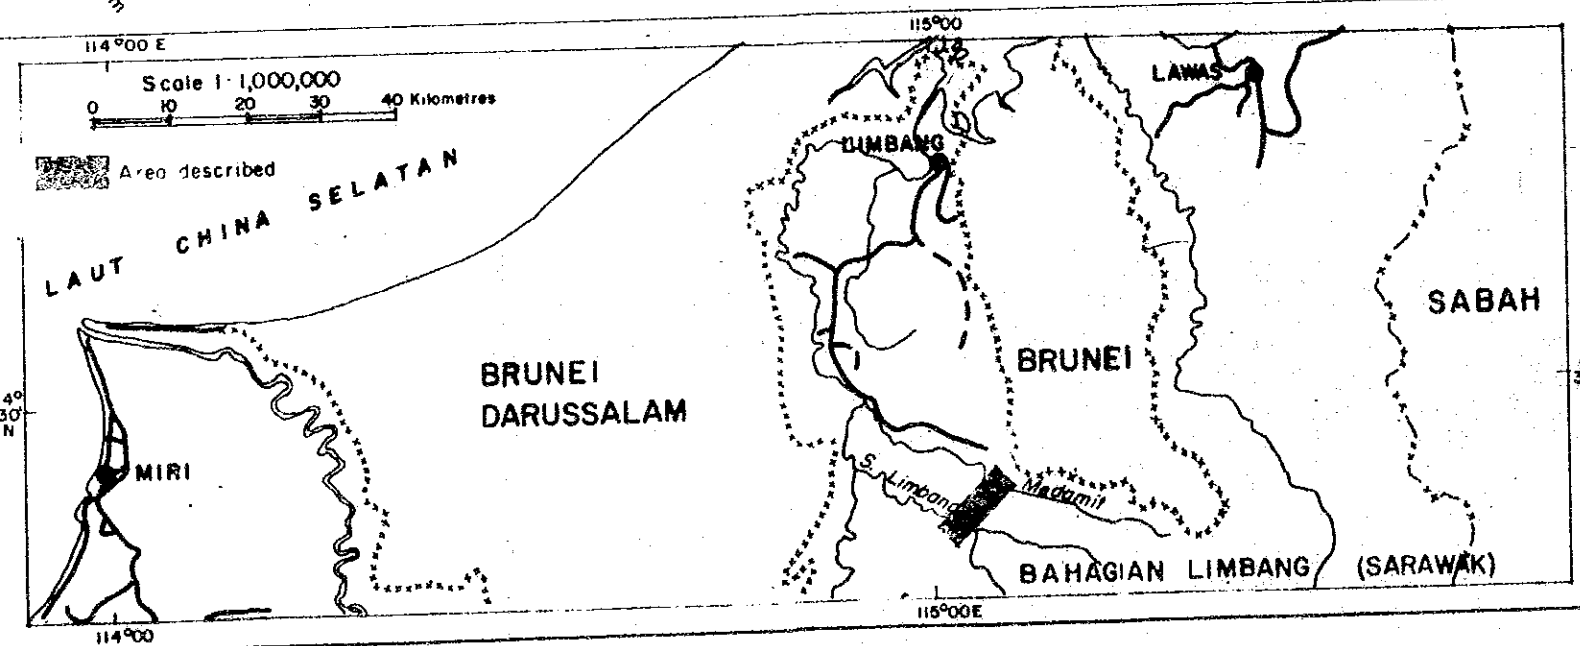 114°00 E
115°00
Scale 1:1,000,000
0 10 20 30 40 Kilometres
Area described
LAUT CHINA SELATAN
LIMBANG
LAWAS
SABAH
BRUNEI
DARUSSALAM
BRUNEI
4°
30'
N
MIRI
S. Limbang
Medamit
BAHAGIAN LIMBANG (SARAWAK)
114°00
115°00E